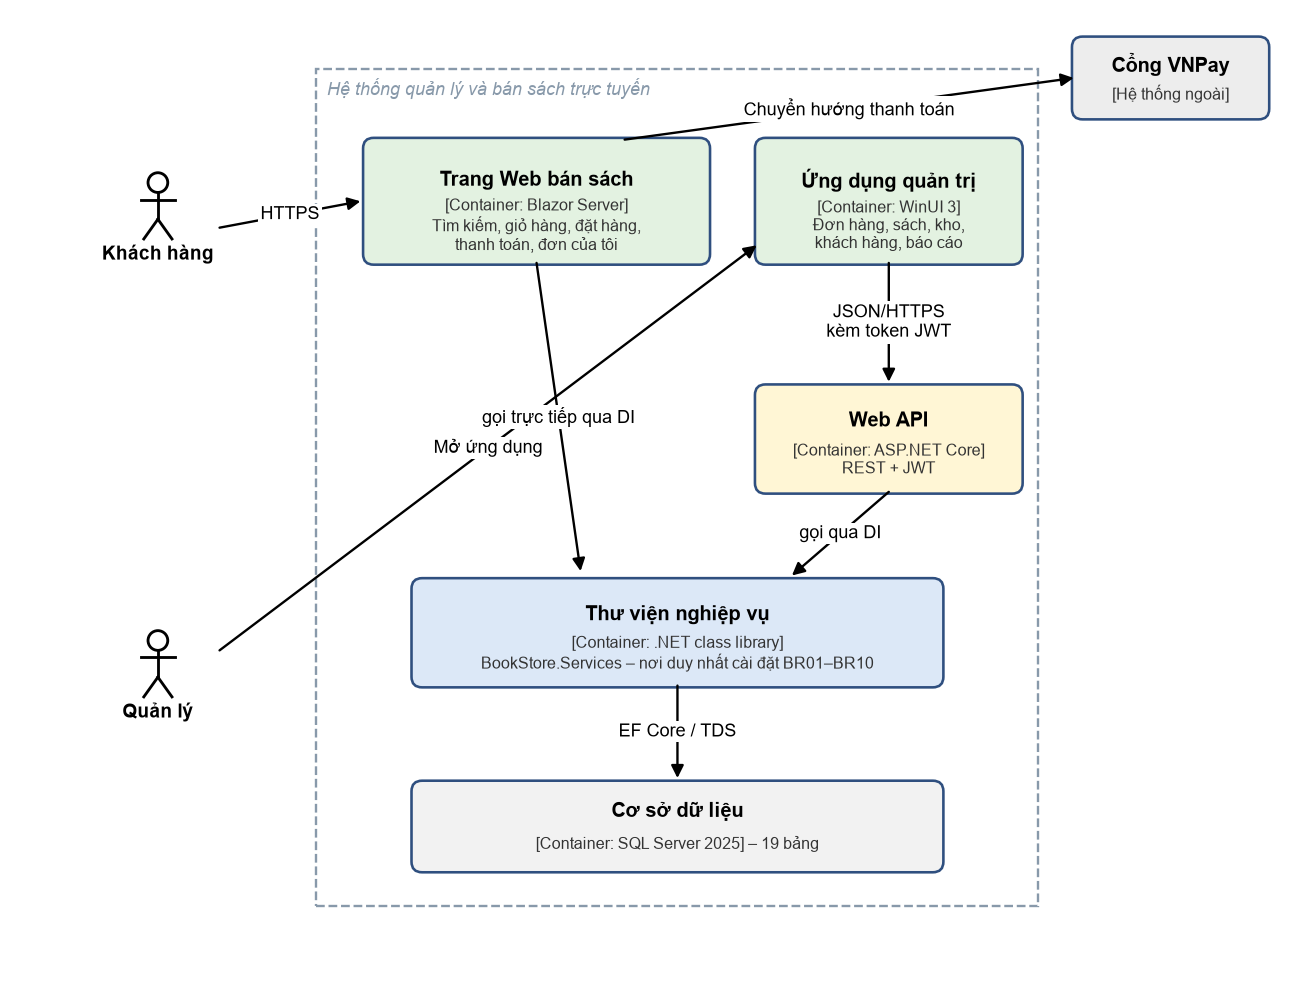 Cổng VNPay
[Hệ thống ngoài]
Hệ thống quản lý và bán sách trực tuyến
Chuyển hướng thanh toán
Trang Web bán sách
[Container: Blazor Server]
Tìm kiếm, giỏ hàng, đặt hàng,
thanh toán, đơn của tôi
Ứng dụng quản trị
[Container: WinUI 3]
Đơn hàng, sách, kho,
khách hàng, báo cáo
HTTPS
Khách hàng
JSON/HTTPS
kèm token JWT
gọi trực tiếp qua DI
Mở ứng dụng
Web API
[Container: ASP.NET Core]
REST + JWT
gọi qua DI
Thư viện nghiệp vụ
[Container: .NET class library]
BookStore.Services – nơi duy nhất cài đặt BR01–BR10
Quản lý
EF Core / TDS
Cơ sở dữ liệu
[Container: SQL Server 2025] – 19 bảng